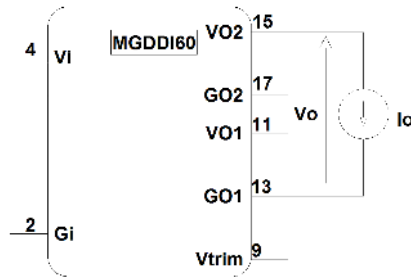 15
MGDDI60 VO2
4 Vi
GO2 17
Vo Io
VO1 11
GO1 13
2 Gi
Vtrim 9